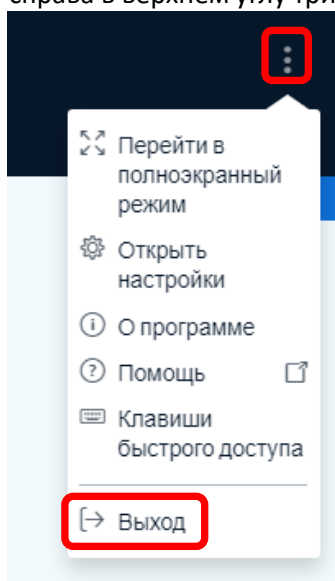 справа в верхнем углу три
Перейти в
полноэкранный
режим
Открыть
настройки
О программе
Помощь
Клавиши
быстрого доступа
Выход